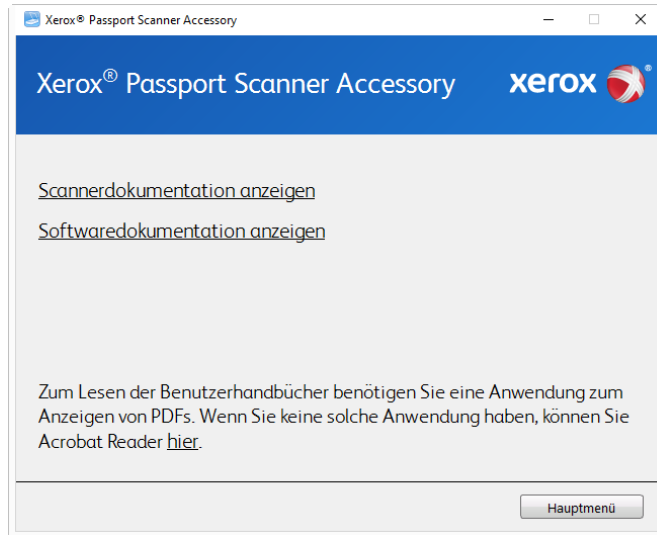 Xerox® Passport Scanner Accessory
Xerox® Passport Scanner Accessory
xerox®
Scannerdokumentation anzeigen
Softwaredokumentation anzeigen
Zum Lesen der Benutzerhandbücher benötigen Sie eine Anwendung zum
Anzeigen von PDFs. Wenn Sie keine solche Anwendung haben, können Sie
Acrobat Reader hier.
Hauptmenü